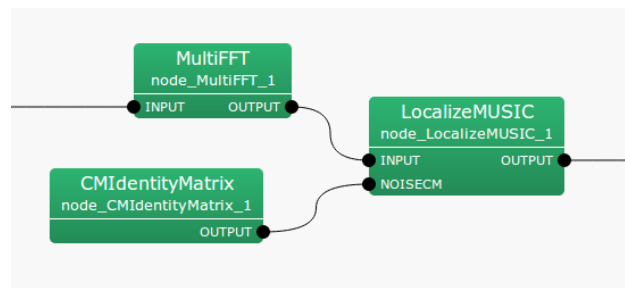 MultiFFT
node_MultiFFT_1
INPUT OUTPUT
LocalizeMUSIC
node_LocalizeMUSIC_1
INPUT OUTPUT
NOISECM
CMIdentityMatrix
node_CMIdentityMatrix_1
OUTPUT